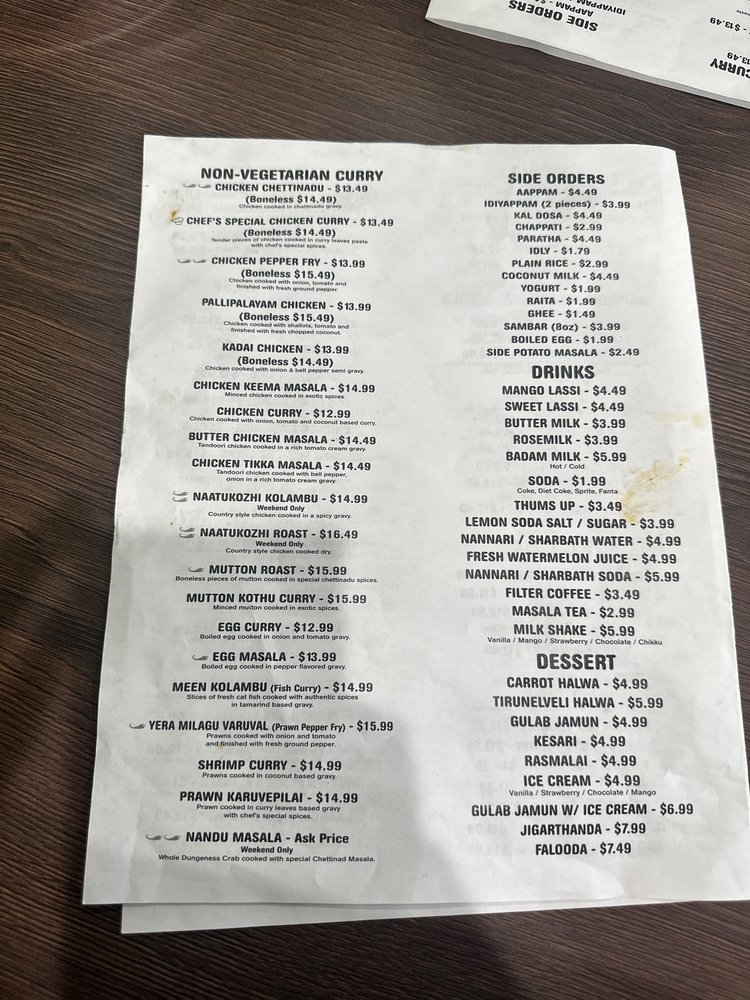 SIDE ORDERS
AAPPAM - $
IDIYAPPAM
- $13.49
13.49
CURRY
NON-VEGETARIAN CURRY
CHICKEN CHETTINADU - $13.49
(Boneless $14.49)
Chicken cooked in chettinadu gravy.
CHEF'S SPECIAL CHICKEN CURRY - $13.49
(Boneless $14.49)
Tender pieces of chicken cooked in curry leaves paste
with chef's special spices.
CHICKEN PEPPER FRY - $13.99
(Boneless $15.49)
Chicken cooked with onion, tomato and
finished with fresh ground pepper.
PALLIPALAYAM CHICKEN - $13.99
(Boneless $15.49)
Chicken cooked with shallots, tomato and
finished with fresh chopped coconut.
KADAI CHICKEN - $13.99
(Boneless $14.49)
Chicken cooked with onion & bell pepper semi gravy.
CHICKEN KEEMA MASALA - $14.99
Minced chicken cooked in exotic spices
CHICKEN CURRY - $12.99
Chicken cooked with onion, tomato and coconut based curry.
BUTTER CHICKEN MASALA - $14.49
Tandoori chicken cooked in a rich tomato cream gravy.
CHICKEN TIKKA MASALA - $14.49
Tandoori chicken cooked with bell pepper,
onion in a rich tomato cream gravy.
NAATUKOZHI KOLAMBU - $14.99
Weekend Only
Country style chicken cooked in a spicy gravy.
NAATUKOZHI ROAST - $16.49
Weekend Only
Country style chicken cooked dry.
MUTTON ROAST - $15.99
Boneless pieces of mutton cooked in special chettinadu spices.
MUTTON KOTHU CURRY - $15.99
Minced mutton cooked in exotic spices.
EGG CURRY - $12.99
Boiled egg cooked in onion and tomato gravy.
EGG MASALA - $13.99
Boiled egg cooked in pepper flavored gravy.
MEEN KOLAMBU (Fish Curry) - $14.99
Slices of fresh cat fish cooked with authentic spices
in tamarind based gravy.
YERA MILAGU VARUVAL (Prawn Pepper Fry) - $15.99
Prawns cooked with onion and tomato
and finished with fresh ground pepper.
SHRIMP CURRY - $14.99
Prawns cooked in coconut based gravy.
PRAWN KARUVEPILAI - $14.99
Prawn cooked in curry leaves based gravy
with chef's special spices.
NANDU MASALA - Ask Price
Weekend Only
Whole Dungeness Crab cooked with special Chettinad Masala.
SIDE ORDERS
AAPPAM - $4.49
IDIYAPPAM (2 pieces) - $3.99
KAL DOSA - $4.49
CHAPPATI - $2.99
PARATHA - $4.49
IDLY - $1.79
PLAIN RICE - $2.99
COCONUT MILK - $4.49
YOGURT - $1.99
RAITA - $1.99
GHEE - $1.49
SAMBAR (8oz) - $3.99
BOILED EGG - $1.99
SIDE POTATO MASALA - $2.49
DRINKS
MANGO LASSI - $4.49
SWEET LASSI - $4.49
BUTTER MILK - $3.99
ROSEMILK - $3.99
BADAM MILK - $5.99
Hot / Cold
SODA - $1.99
Coke, Diet Coke, Sprite, Fanta
THUMS UP - $3.49
LEMON SODA SALT / SUGAR - $3.99
NANNARI / SHARBATH WATER - $4.99
FRESH WATERMELON JUICE - $4.99
NANNARI / SHARBATH SODA - $5.99
FILTER COFFEE - $3.49
MASALA TEA - $2.99
MILK SHAKE - $5.99
Vanilla / Mango / Strawberry / Chocolate / Chikku
DESSERT
CARROT HALWA - $4.99
TIRUNELVELI HALWA - $5.99
GULAB JAMUN - $4.99
KESARI - $4.99
RASMALAI - $4.99
ICE CREAM - $4.99
Vanilla / Strawberry / Chocolate / Mango
GULAB JAMUN W/ ICE CREAM - $6.99
JIGARTHANDA - $7.99
FALOODA - $7.49